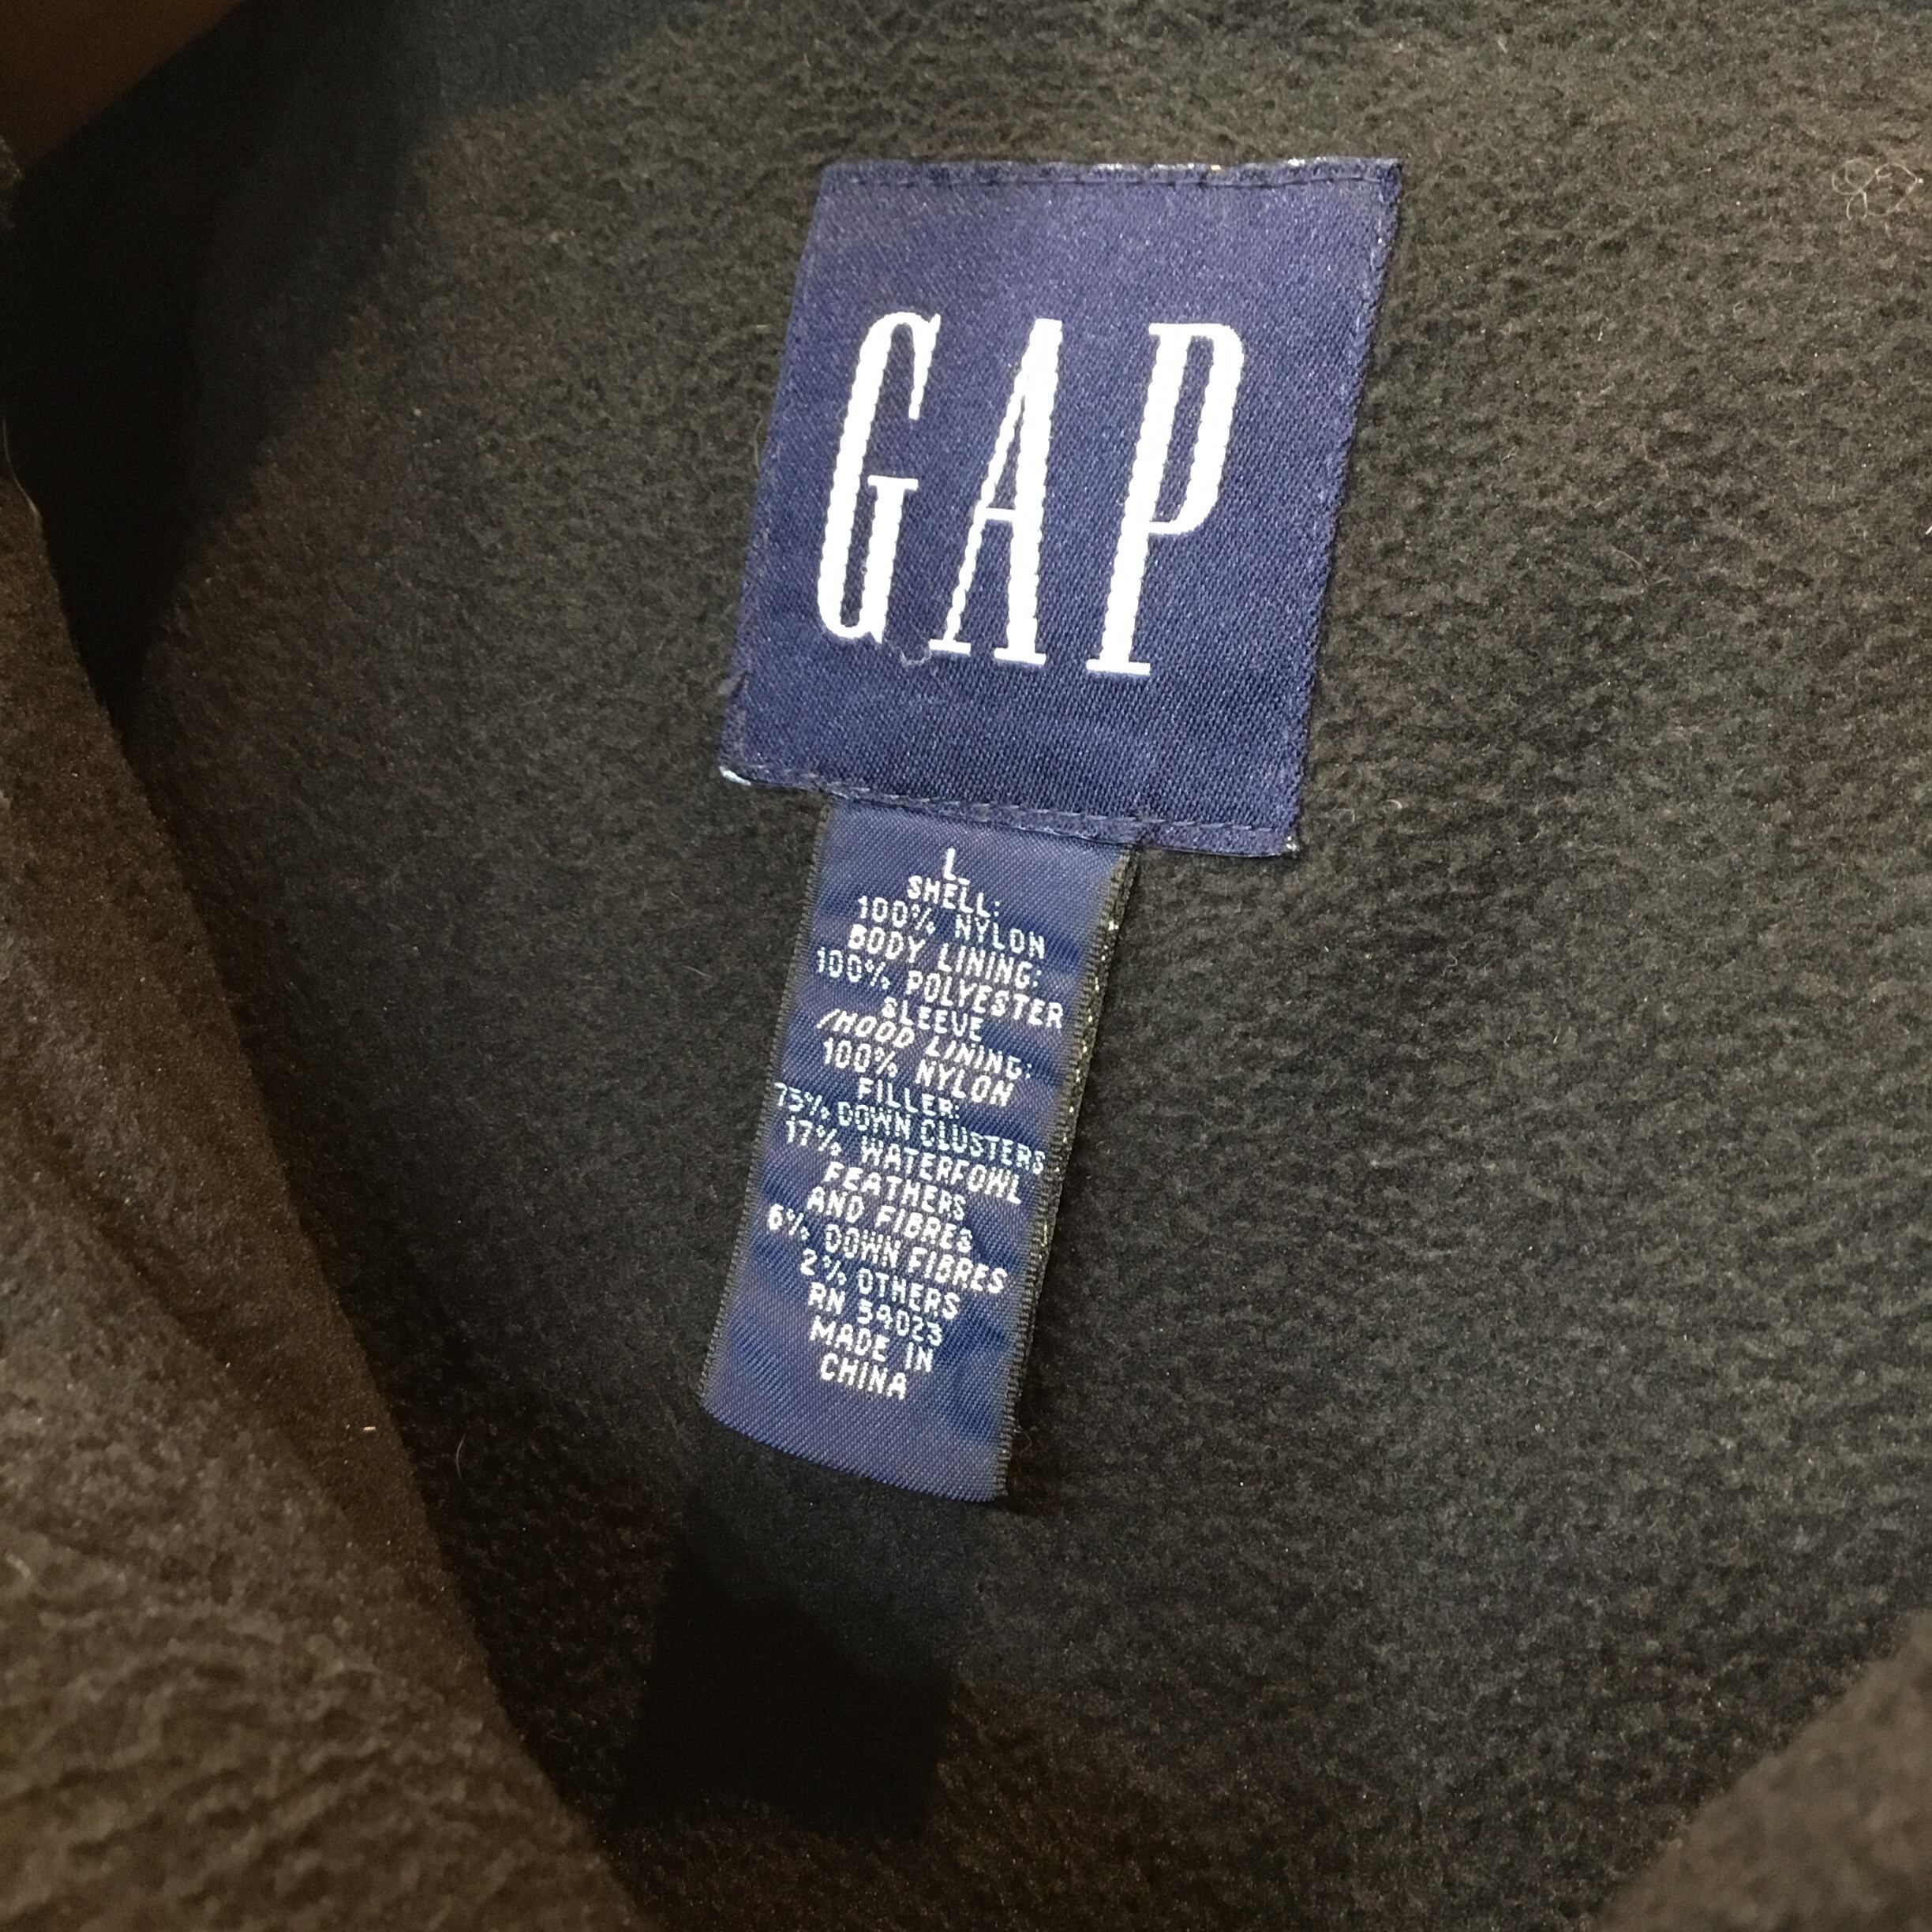 GAP
L
SHELL:
100% NYLON
BODY LINING:
100% POLYESTER
SLEEVE
/HOOD LINING:
100% NYLON
FILLER:
75% DOWN CLUSTERS
17% WATERFOWL
FEATHERS
AND FIBRES
6% DOWN FIBRES
2% OTHERS
RN 54023
MADE IN
CHINA